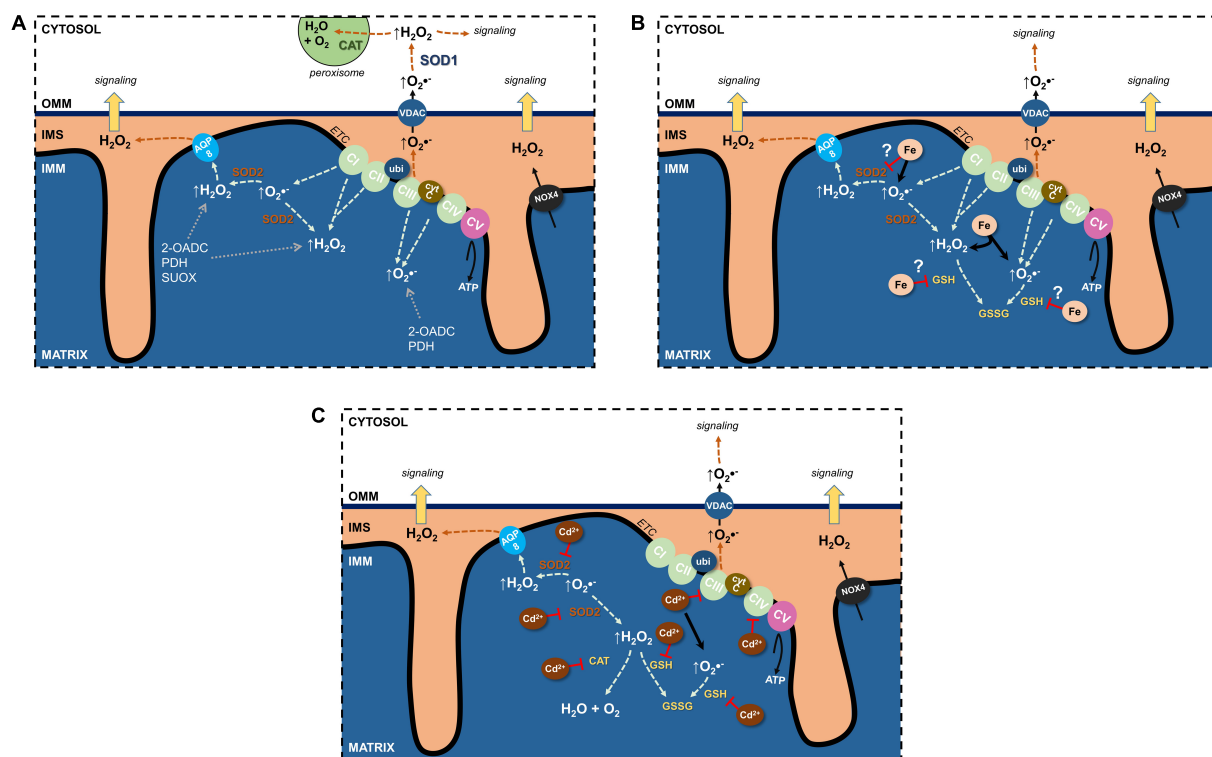 A
CYTOSOL
H₂O
+ O₂
CAT
peroxisome
↑H₂O₂
signaling
SOD1
signaling
↑O₂•-
signaling
OMM
VDAC
IMS
H₂O₂
AQP
8
ETC
↑O₂•-
H₂O₂
IMM
CI
CII
ubi
CIII
cyt
C
CIV
CV
NOX4
SOD2
↑H₂O₂
↑O₂•-
SOD2
↑H₂O₂
2-OADC
PDH
SUOX
↑O₂•-
ATP
2-OADC
PDH
MATRIX
B
CYTOSOL
signaling
signaling
↑O₂•-
signaling
OMM
VDAC
IMS
H₂O₂
AQP
8
ETC
↑O₂•-
H₂O₂
IMM
?
Fe
CI
CII
ubi
CIII
cyt
C
CIV
CV
NOX4
SOD2
↑H₂O₂
↑O₂•-
SOD2
Fe
↑H₂O₂
?
Fe
GSH
↑O₂•-
ATP
GSH
?
Fe
GSSG
MATRIX
C
CYTOSOL
signaling
signaling
↑O₂•-
signaling
OMM
VDAC
IMS
H₂O₂
AQP
8
Cd²⁺
ETC
↑O₂•-
H₂O₂
IMM
CI
CII
ubi
CIII
cyt
C
CIV
CV
NOX4
SOD2
↑H₂O₂
↑O₂•-
Cd²⁺
Cd²⁺
SOD2
↑H₂O₂
Cd²⁺
Cd²⁺
Cd²⁺
CAT
GSH
↑O₂•-
ATP
GSH
H₂O + O₂
GSSG
Cd²⁺
MATRIX